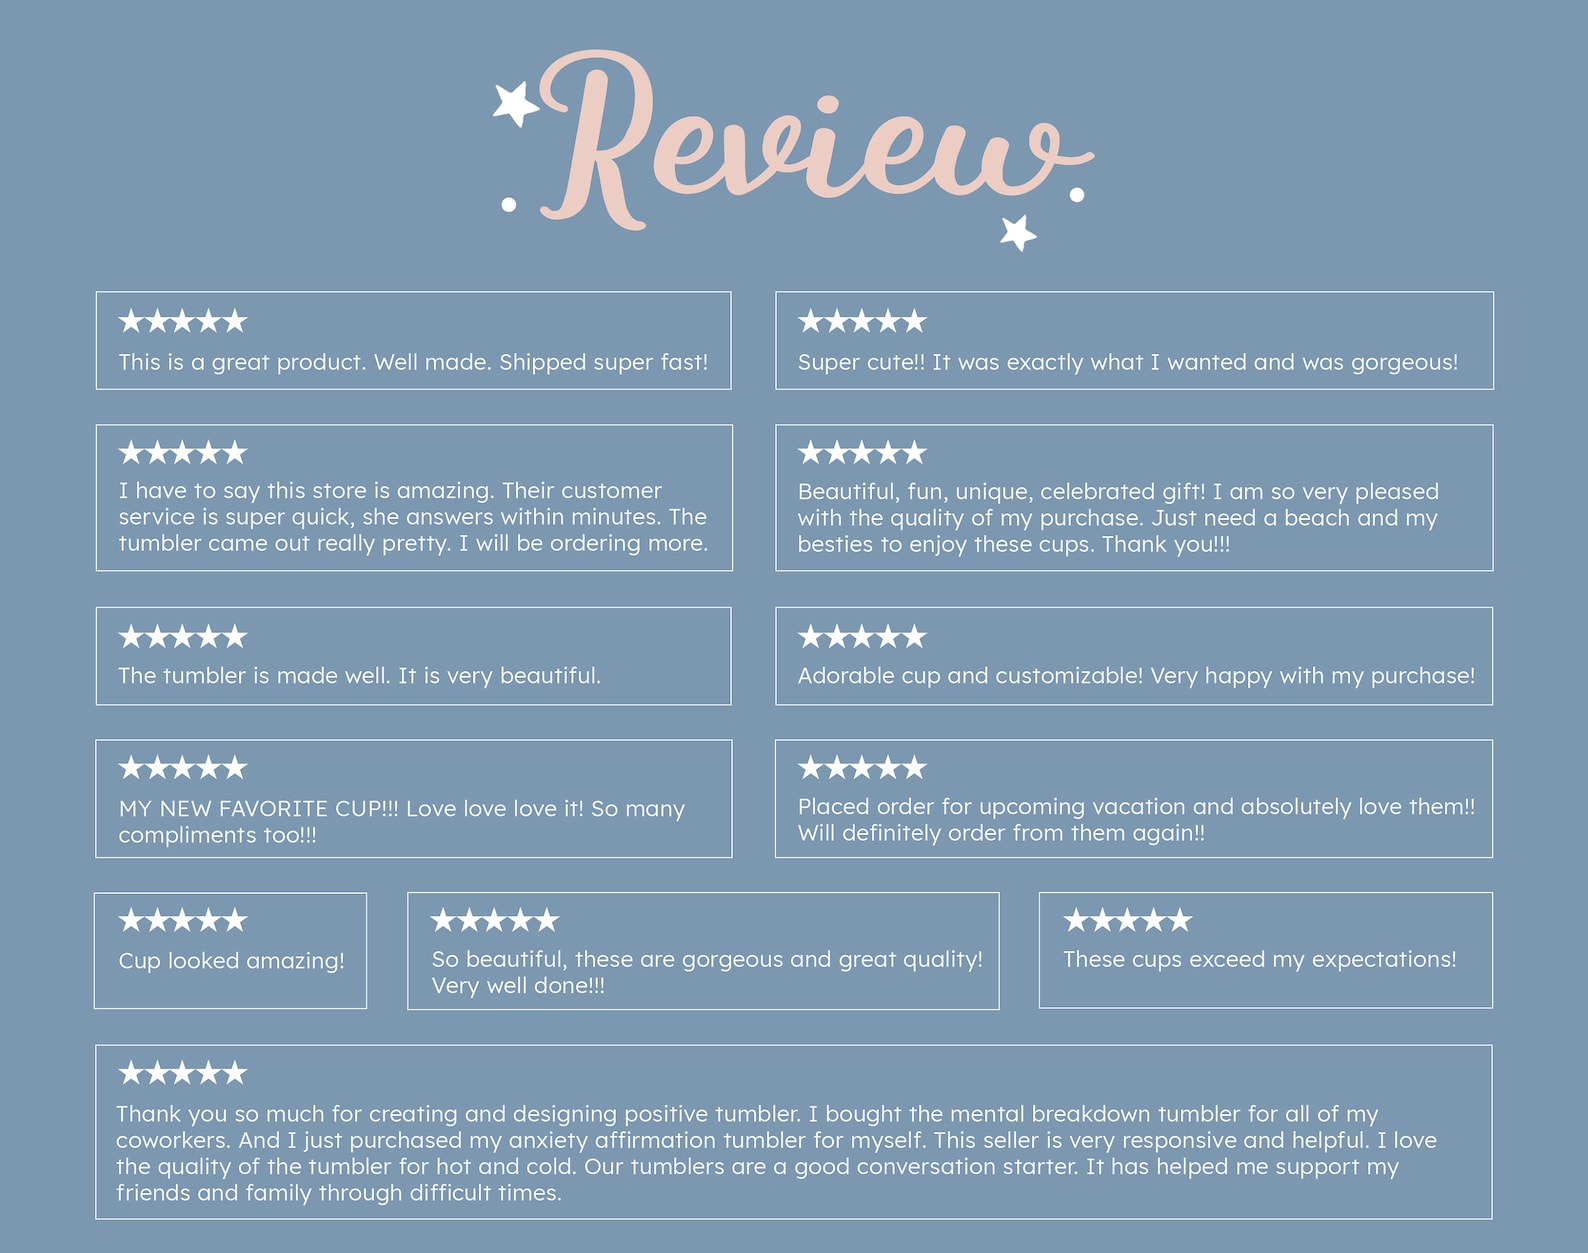 Review
★★★★★
This is a great product. Well made. Shipped super fast!
★★★★★
Super cute!! It was exactly what I wanted and was gorgeous!
★★★★★
I have to say this store is amazing. Their customer
service is super quick, she answers within minutes. The
tumbler came out really pretty. I will be ordering more.
★★★★★
Beautiful, fun, unique, celebrated gift! I am so very pleased
with the quality of my purchase. Just need a beach and my
besties to enjoy these cups. Thank you!!!
★★★★★
The tumbler is made well. It is very beautiful.
★★★★★
Adorable cup and customizable! Very happy with my purchase!
★★★★★
MY NEW FAVORITE CUP!!! Love love love it! So many
compliments too!!!
★★★★★
Placed order for upcoming vacation and absolutely love them!!
Will definitely order from them again!!
★★★★★
Cup looked amazing!
★★★★★
So beautiful, these are gorgeous and great quality!
Very well done!!!
★★★★★
These cups exceed my expectations!
★★★★★
Thank you so much for creating and designing positive tumbler. I bought the mental breakdown tumbler for all of my
coworkers. And I just purchased my anxiety affirmation tumbler for myself. This seller is very responsive and helpful. I love
the quality of the tumbler for hot and cold. Our tumblers are a good conversation starter. It has helped me support my
friends and family through difficult times.